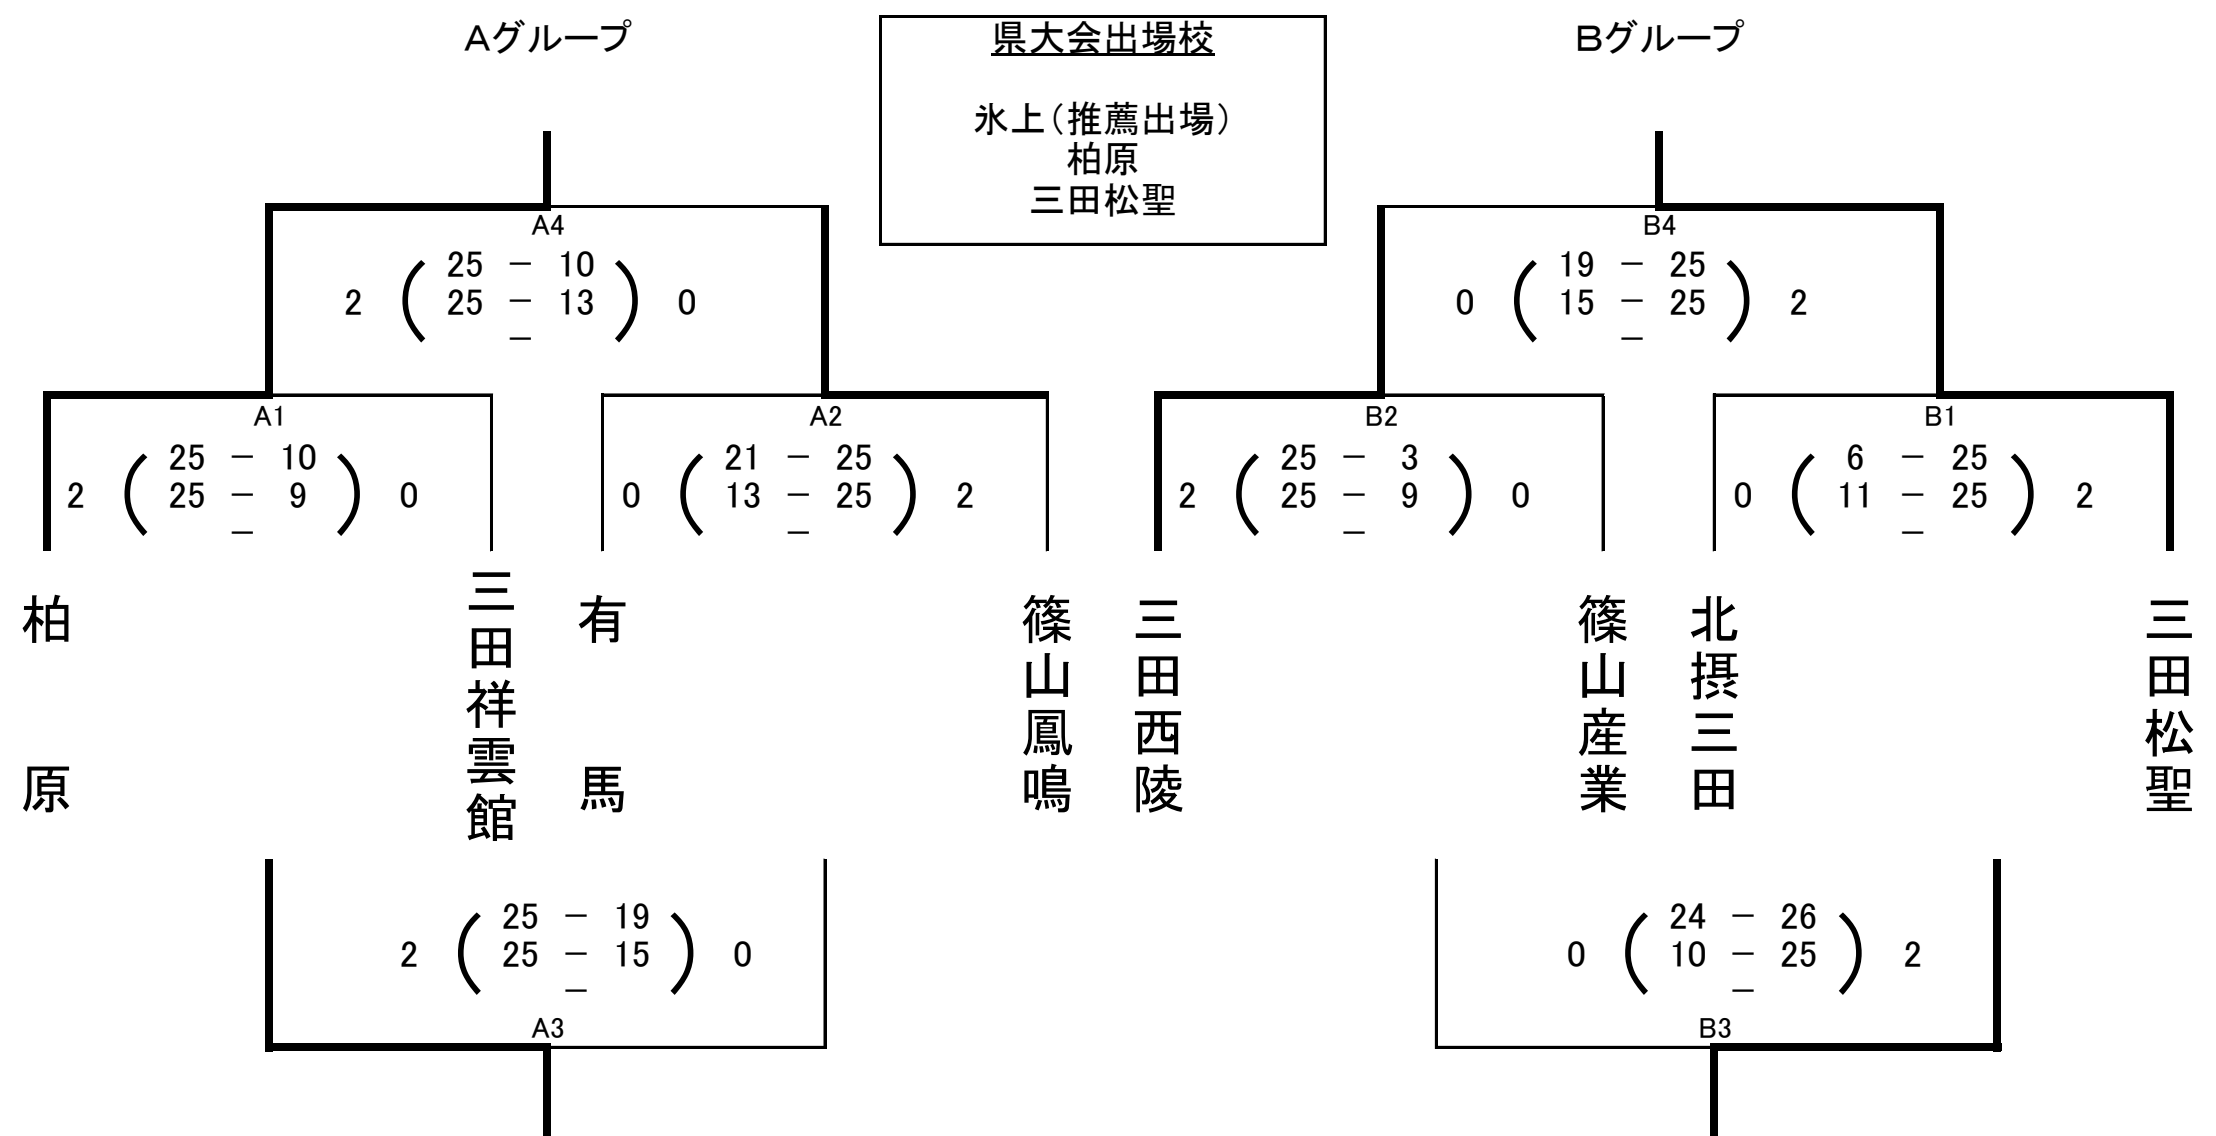 Aグループ
県大会出場校
Bグループ
氷上(推薦出場)
柏原
三田松聖
A4
25 － 10
2 ( 25 － 13 ) 0
－
B4
19 － 25
0 ( 15 － 25 ) 2
－
A1
25 － 10
2 ( 25 － 9 ) 0
－
A2
21 － 25
0 ( 13 － 25 ) 2
－
B2
25 － 3
2 ( 25 － 9 ) 0
－
B1
6 － 25
0 ( 11 － 25 ) 2
－
柏原
三田祥雲館
有馬
篠山鳳鳴
三田西陵
篠山産業
北摂三田
三田松聖
25 － 19
2 ( 25 － 15 ) 0
－
A3
24 － 26
0 ( 10 － 25 ) 2
－
B3